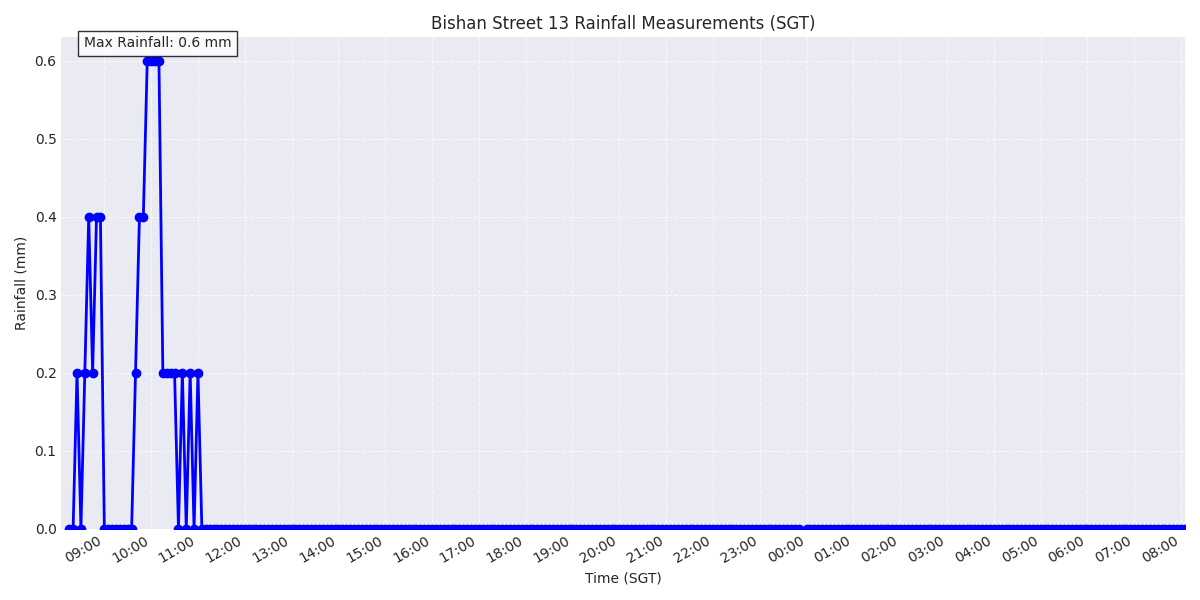 Bishan Street 13 Rainfall Measurements (SGT)
Max Rainfall: 0.6 mm
0.6
0.5
0.4
0.3
0.2
0.1
0.0
Rainfall (mm)
09:00 10:00 11:00 12:00 13:00 14:00 15:00 16:00 17:00 18:00 19:00 20:00 21:00 22:00 23:00 00:00 01:00 02:00 03:00 04:00 05:00 06:00 07:00 08:00
Time (SGT)